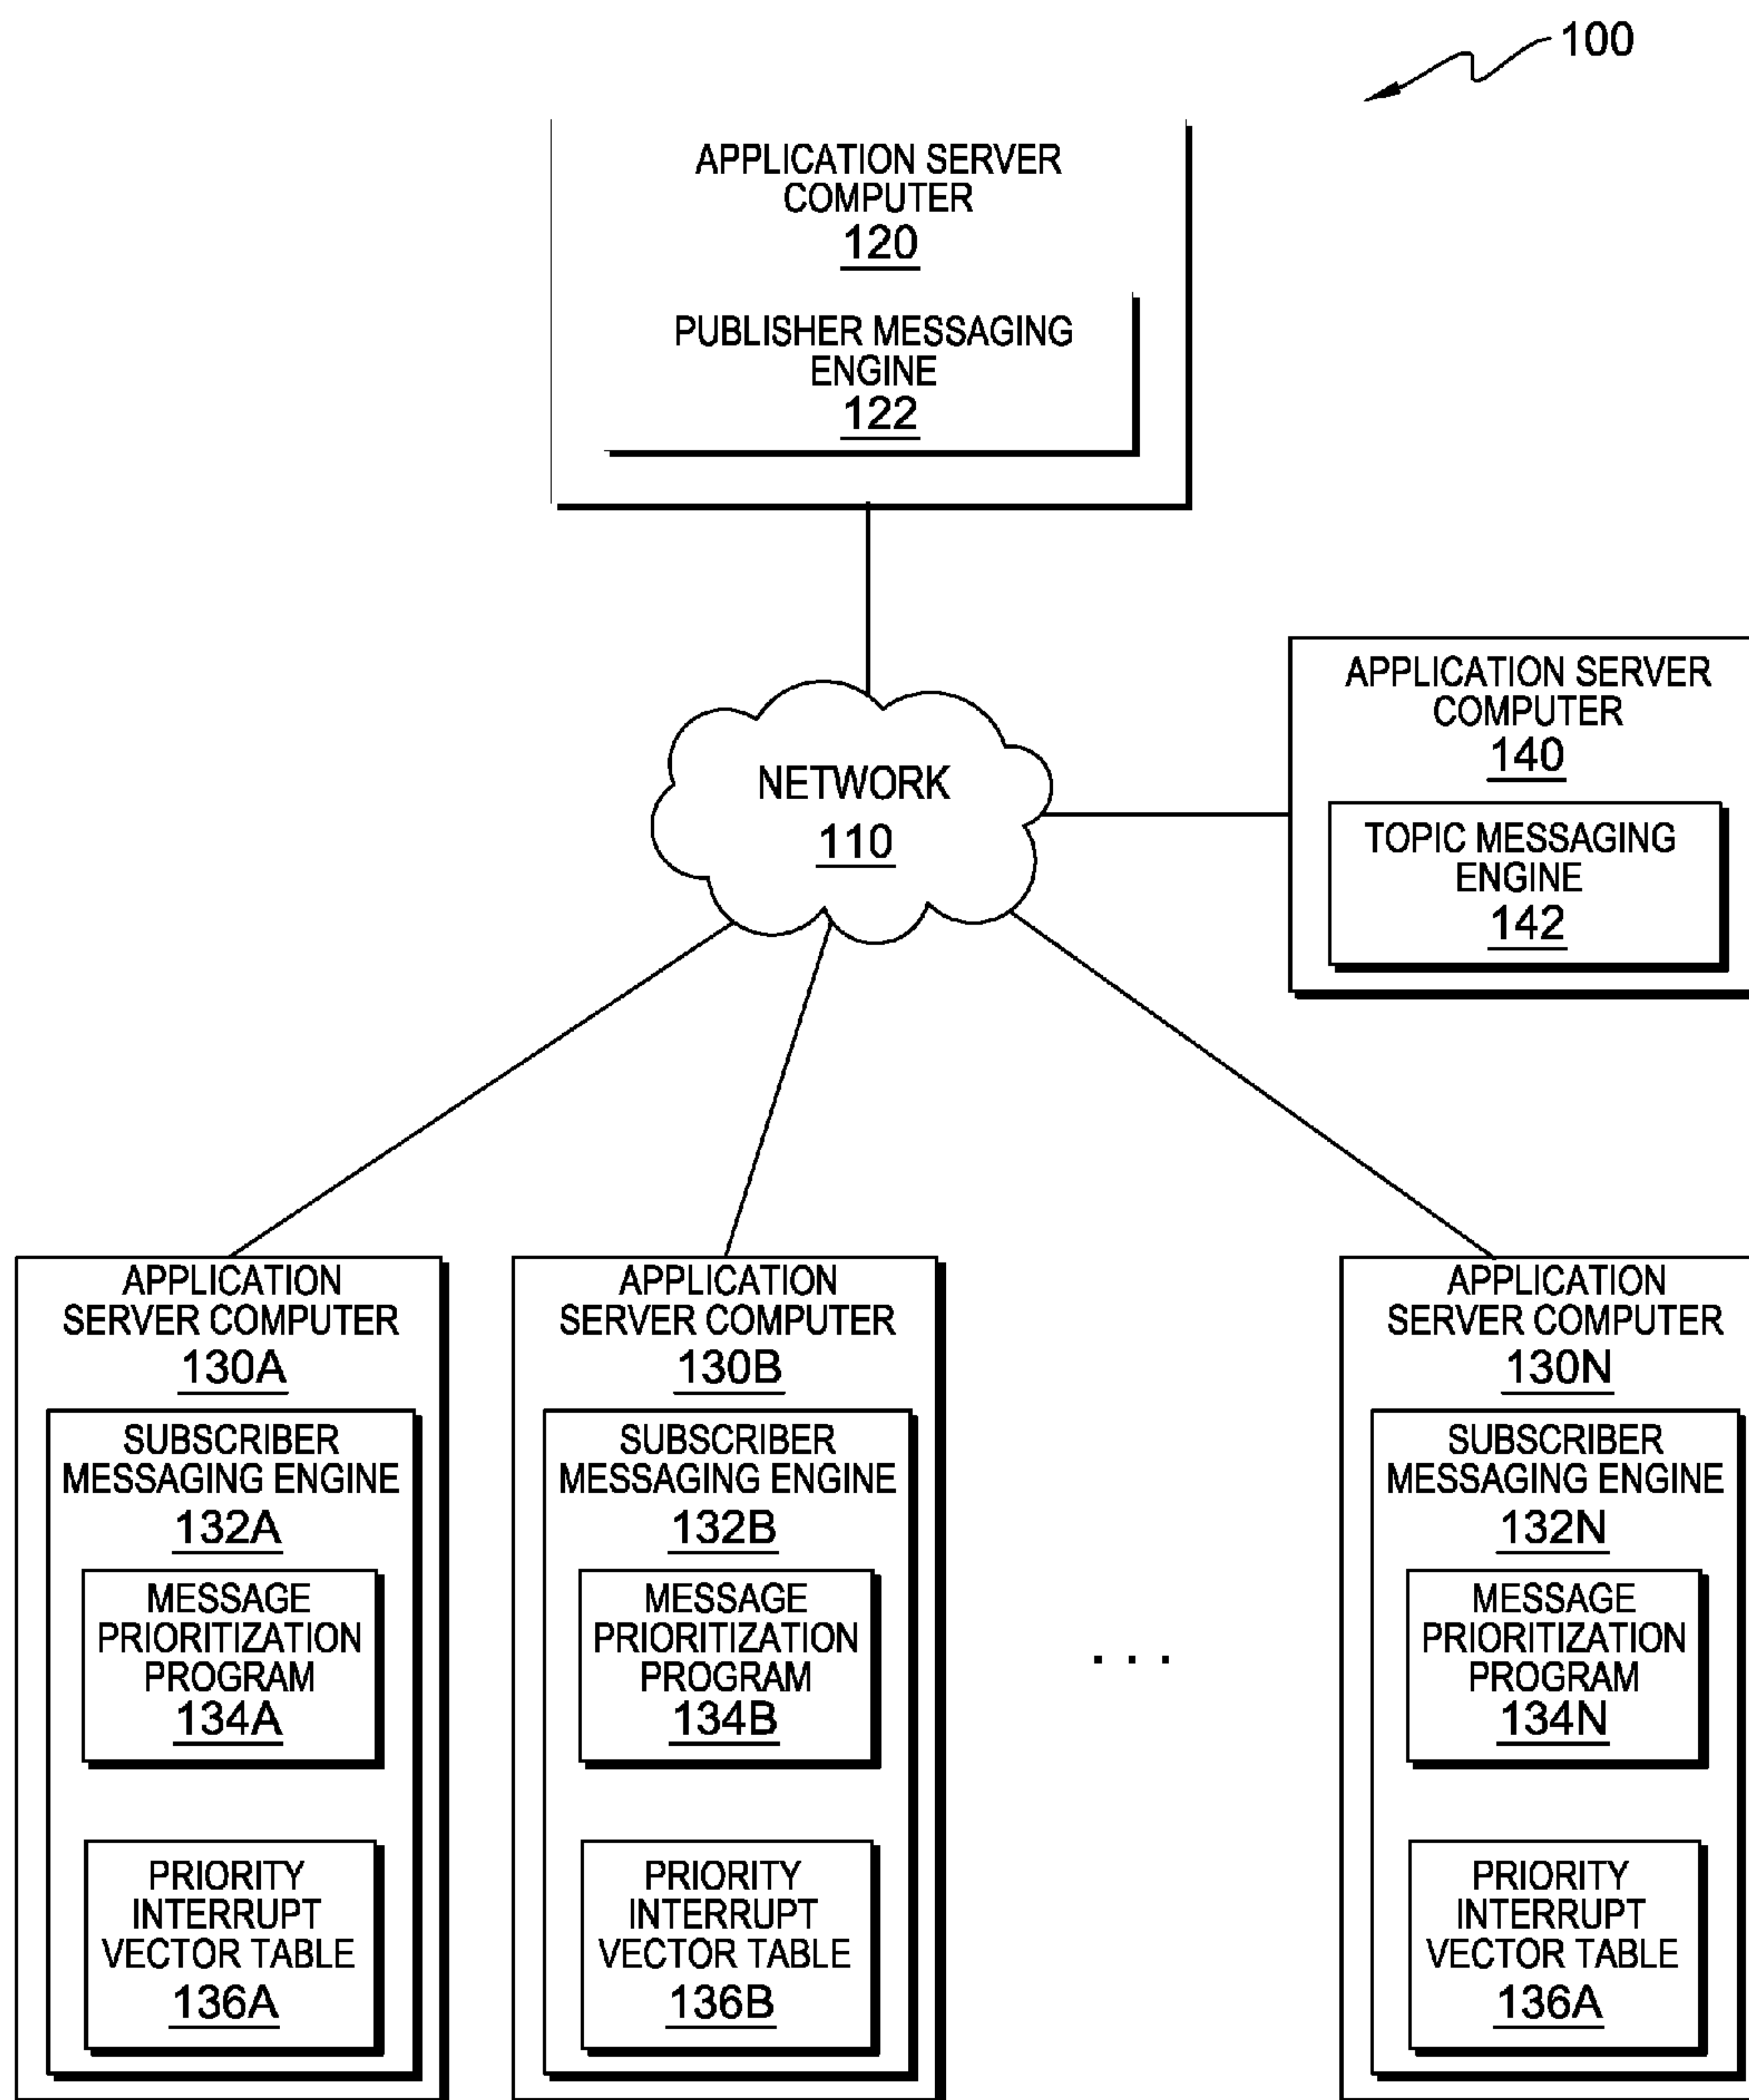 100
APPLICATION SERVER
COMPUTER
120
PUBLISHER MESSAGING
ENGINE
122
NETWORK
110
APPLICATION SERVER
COMPUTER
140
TOPIC MESSAGING
ENGINE
142
APPLICATION
SERVER COMPUTER
130A
SUBSCRIBER
MESSAGING ENGINE
132A
MESSAGE
PRIORITIZATION
PROGRAM
134A
PRIORITY
INTERRUPT
VECTOR TABLE
136A
APPLICATION
SERVER COMPUTER
130B
SUBSCRIBER
MESSAGING ENGINE
132B
MESSAGE
PRIORITIZATION
PROGRAM
134B
PRIORITY
INTERRUPT
VECTOR TABLE
136B
. . .
APPLICATION
SERVER COMPUTER
130N
SUBSCRIBER
MESSAGING ENGINE
132N
MESSAGE
PRIORITIZATION
PROGRAM
134N
PRIORITY
INTERRUPT
VECTOR TABLE
136A